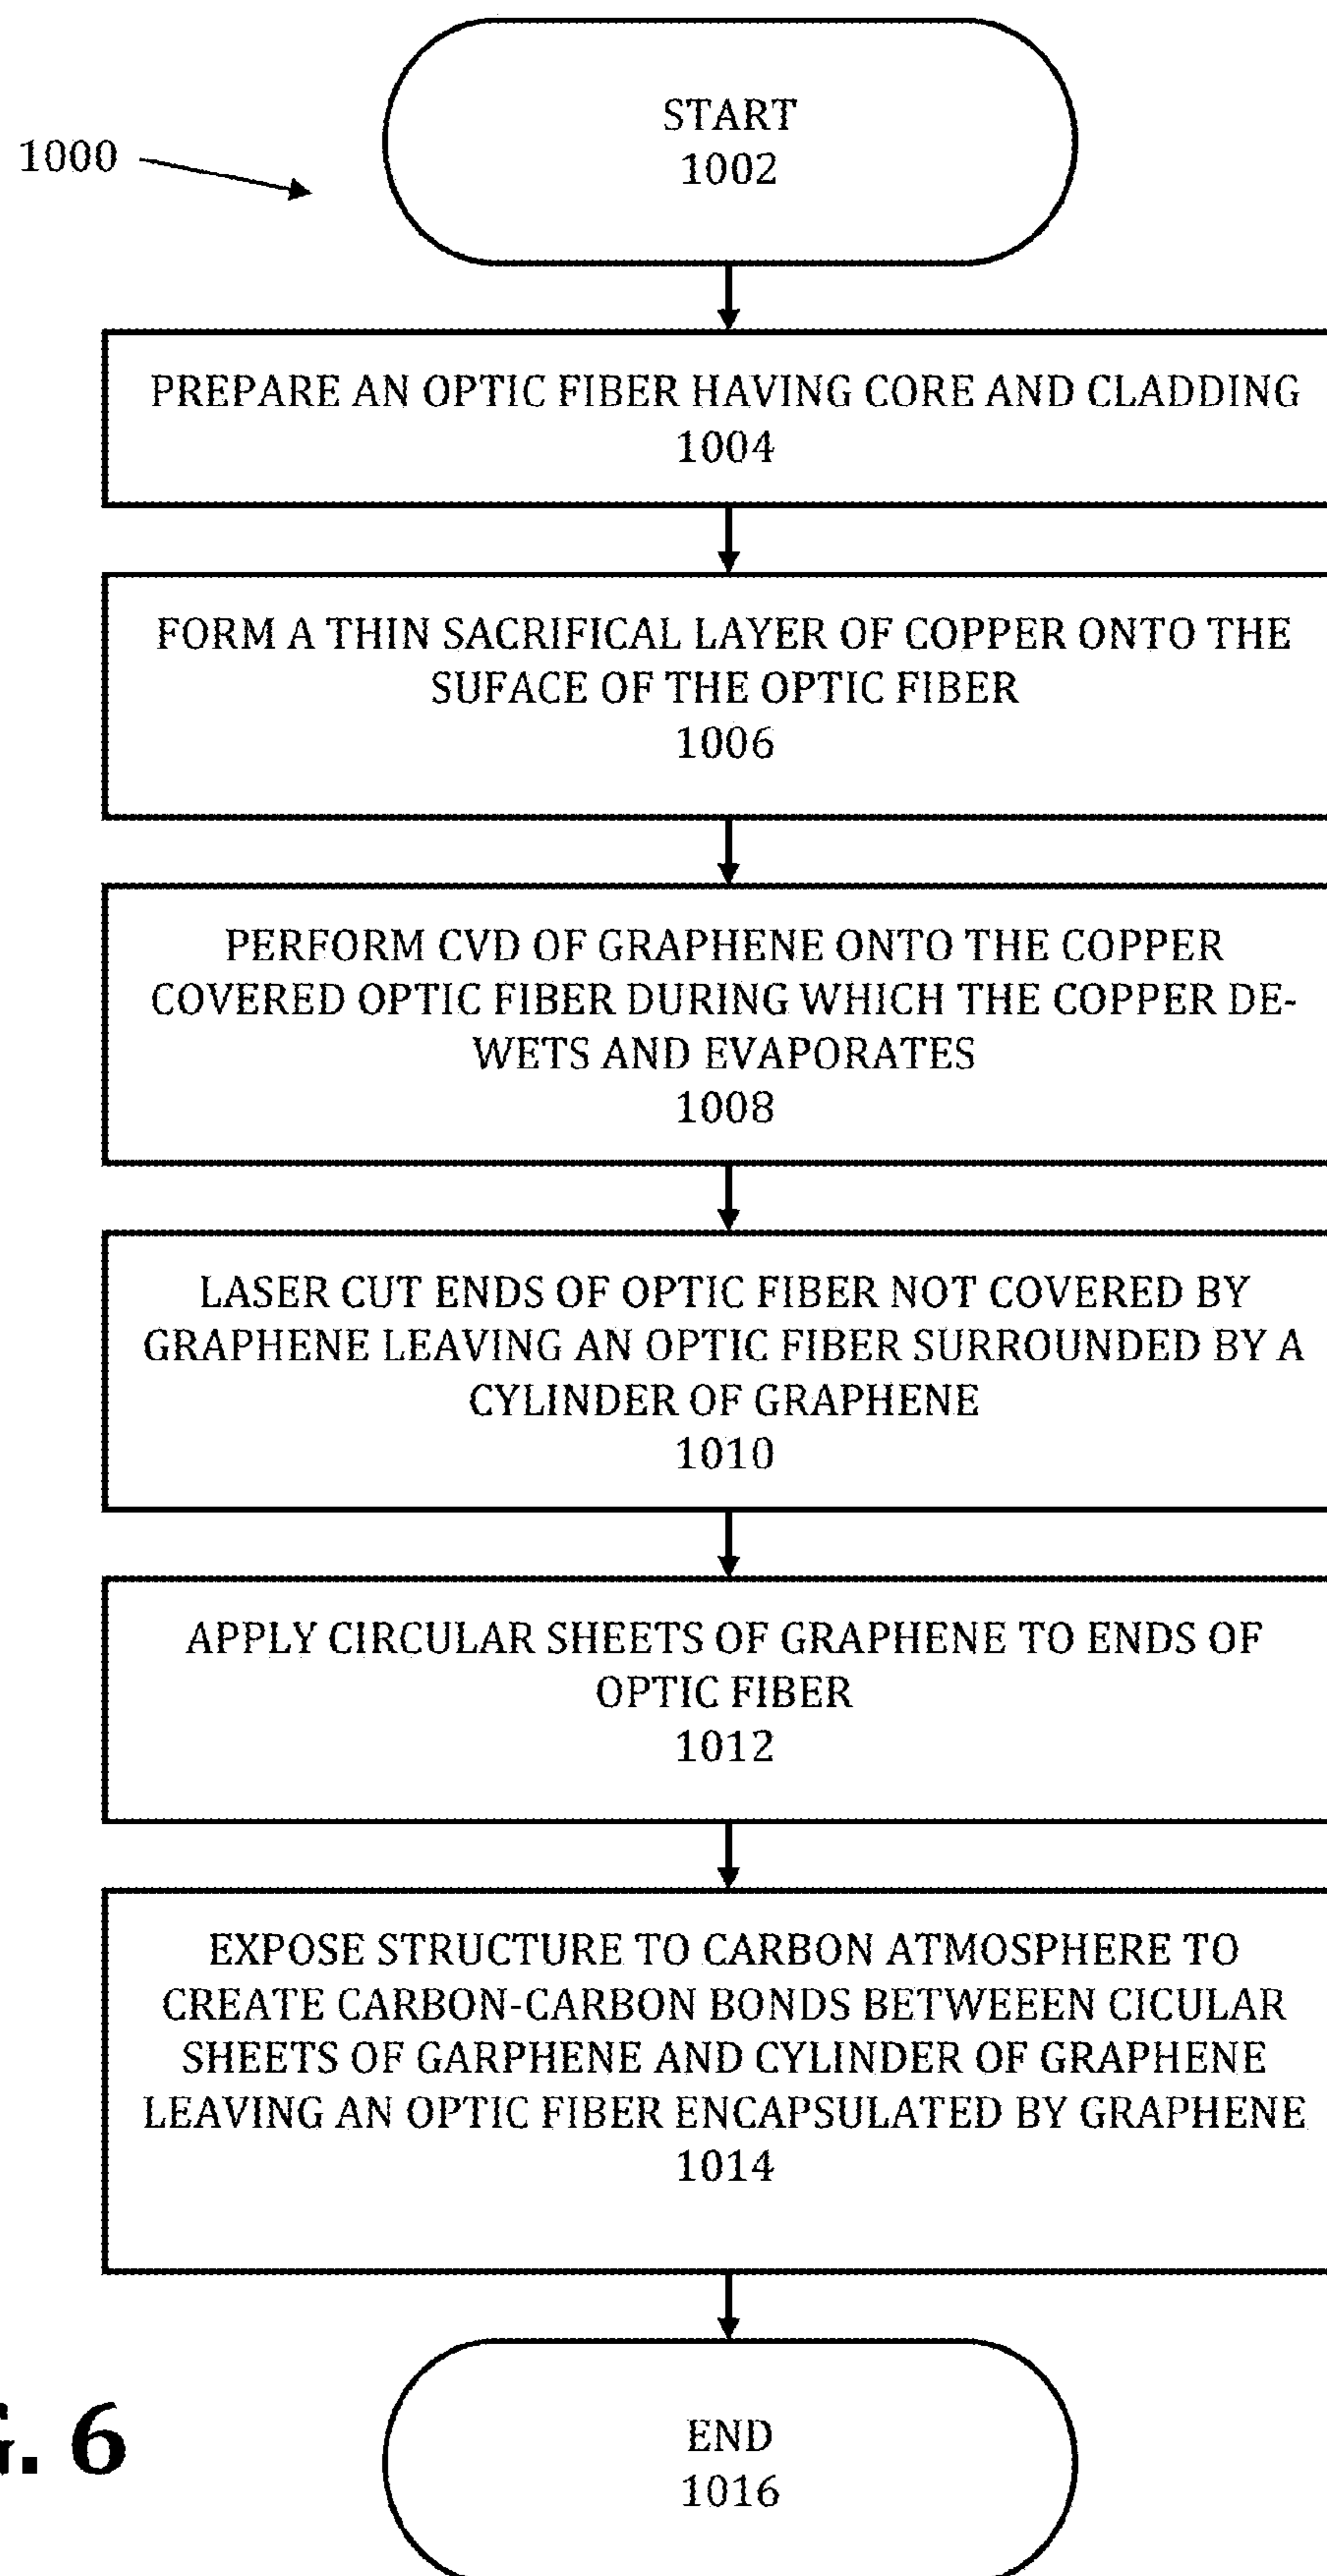 START
1002
1000
PREPARE AN OPTIC FIBER HAVING CORE AND CLADDING
1004
FORM A THIN SACRIFICAL LAYER OF COPPER ONTO THE
SUFACE OF THE OPTIC FIBER
1006
PERFORM CVD OF GRAPHENE ONTO THE COPPER
COVERED OPTIC FIBER DURING WHICH THE COPPER DE-
WETS AND EVAPORATES
1008
LASER CUT ENDS OF OPTIC FIBER NOT COVERED BY
GRAPHENE LEAVING AN OPTIC FIBER SURROUNDED BY A
CYLINDER OF GRAPHENE
1010
APPLY CIRCULAR SHEETS OF GRAPHENE TO ENDS OF
OPTIC FIBER
1012
EXPOSE STRUCTURE TO CARBON ATMOSPHERE TO
CREATE CARBON-CARBON BONDS BETWEEEN CICULAR
SHEETS OF GARPHENE AND CYLINDER OF GRAPHENE
LEAVING AN OPTIC FIBER ENCAPSULATED BY GRAPHENE
1014
END
1016
G. 6